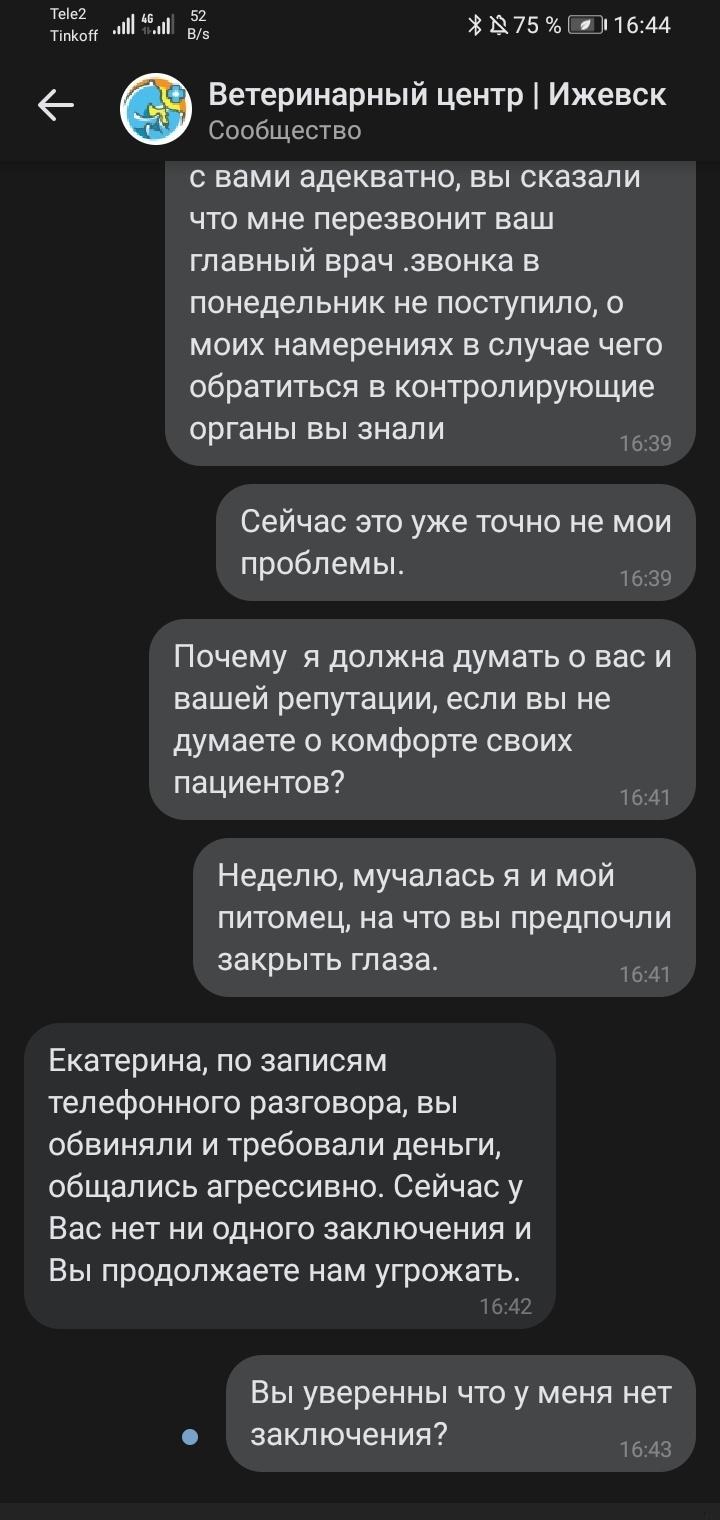 Tele2
Tinkoff
4G
52
B/s
75 %
16:44
Ветеринарный центр | Ижевск
Сообщество
с вами адекватно, вы сказали
что мне перезвонит ваш
главный врач .звонка в
понедельник не поступило, о
моих намерениях в случае чего
обратиться в контролирующие
органы вы знали
16:39
Сейчас это уже точно не мои
проблемы.
16:39
Почему  я должна думать о вас и
вашей репутации, если вы не
думаете о комфорте своих
пациентов?
16:41
Неделю, мучалась я и мой
питомец, на что вы предпочли
закрыть глаза.
16:41
Екатерина, по записям
телефонного разговора, вы
обвиняли и требовали деньги,
общались агрессивно. Сейчас у
Вас нет ни одного заключения и
Вы продолжаете нам угрожать.
16:42
Вы уверенны что у меня нет
заключения?
16:43